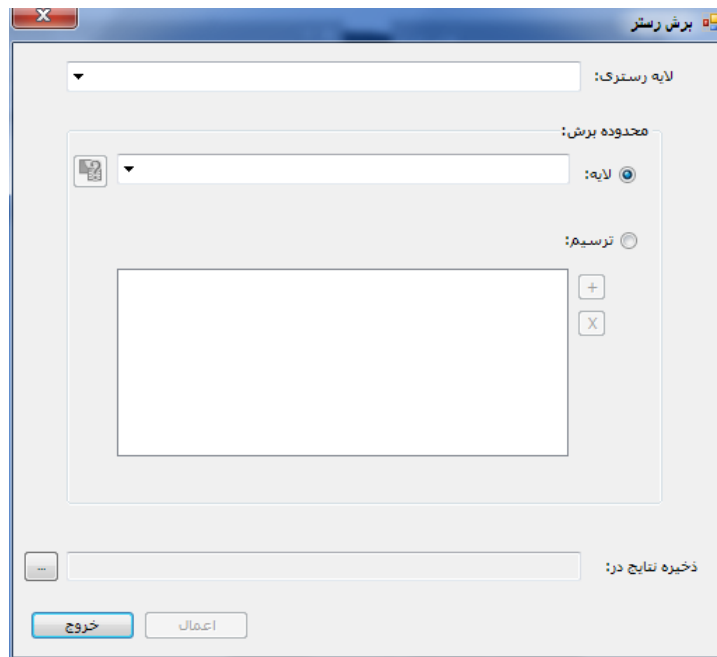 برش رستر
لایه رستری:
محدوده برش:
لایه:
ترسیم:
+
X
ذخیره نتایج در:
...
اعمال
خروج